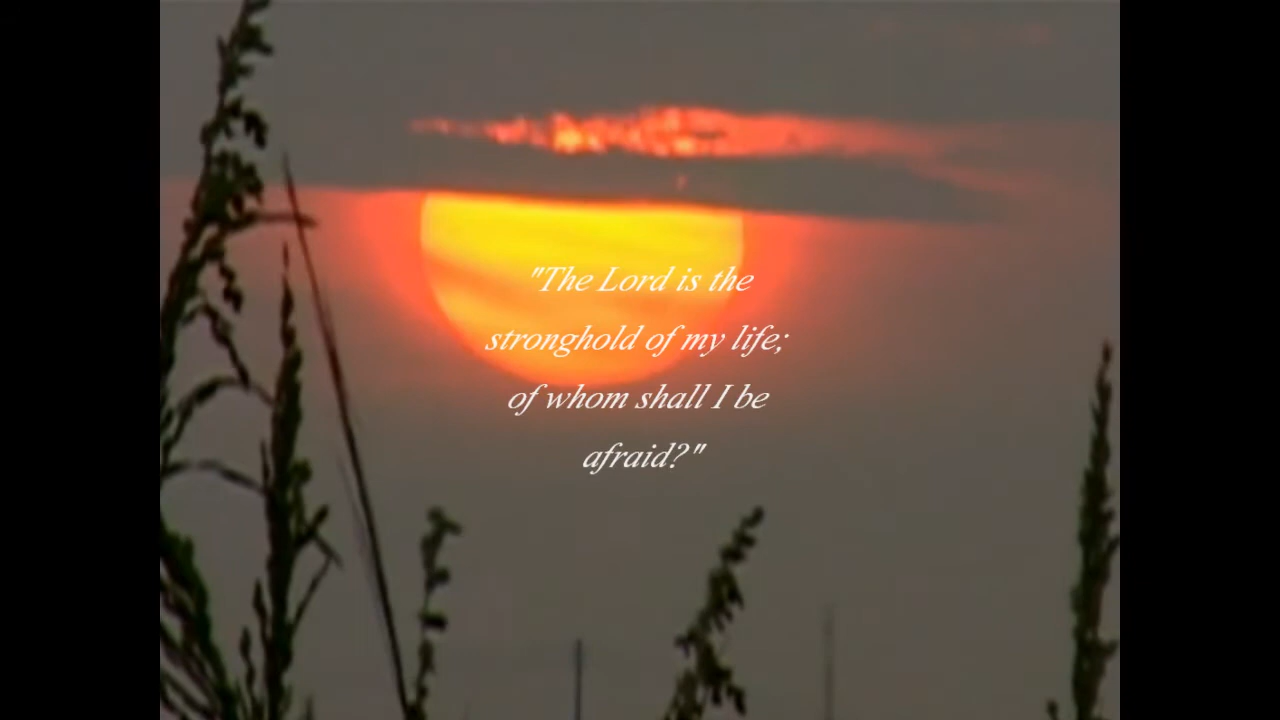 "The Lord is the
stronghold of my life;
of whom shall I be
afraid?"